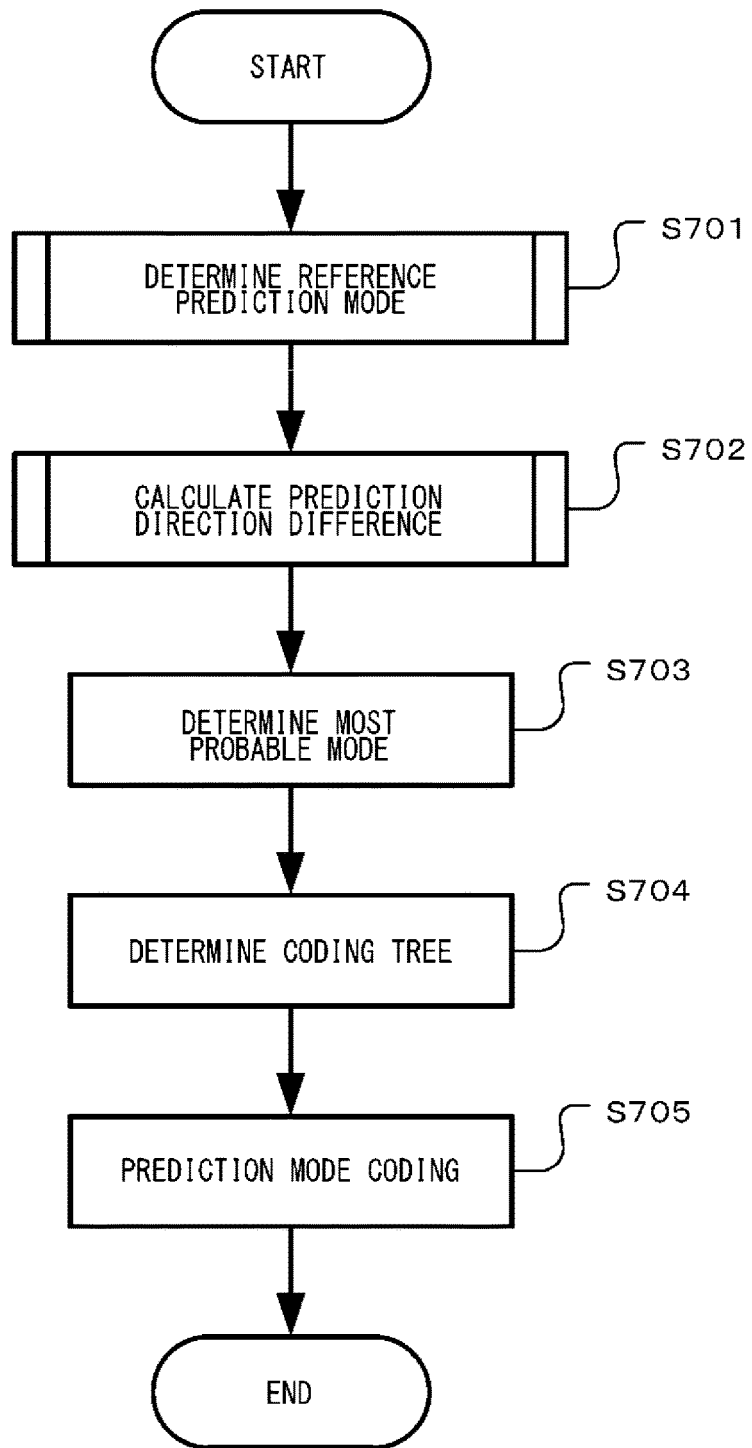 START
S701
DETERMINE REFERENCE
PREDICTION MODE
S702
CALCULATE PREDICTION
DIRECTION DIFFERENCE
S703
DETERMINE MOST
PROBABLE MODE
S704
DETERMINE CODING TREE
S705
PREDICTION MODE CODING
END